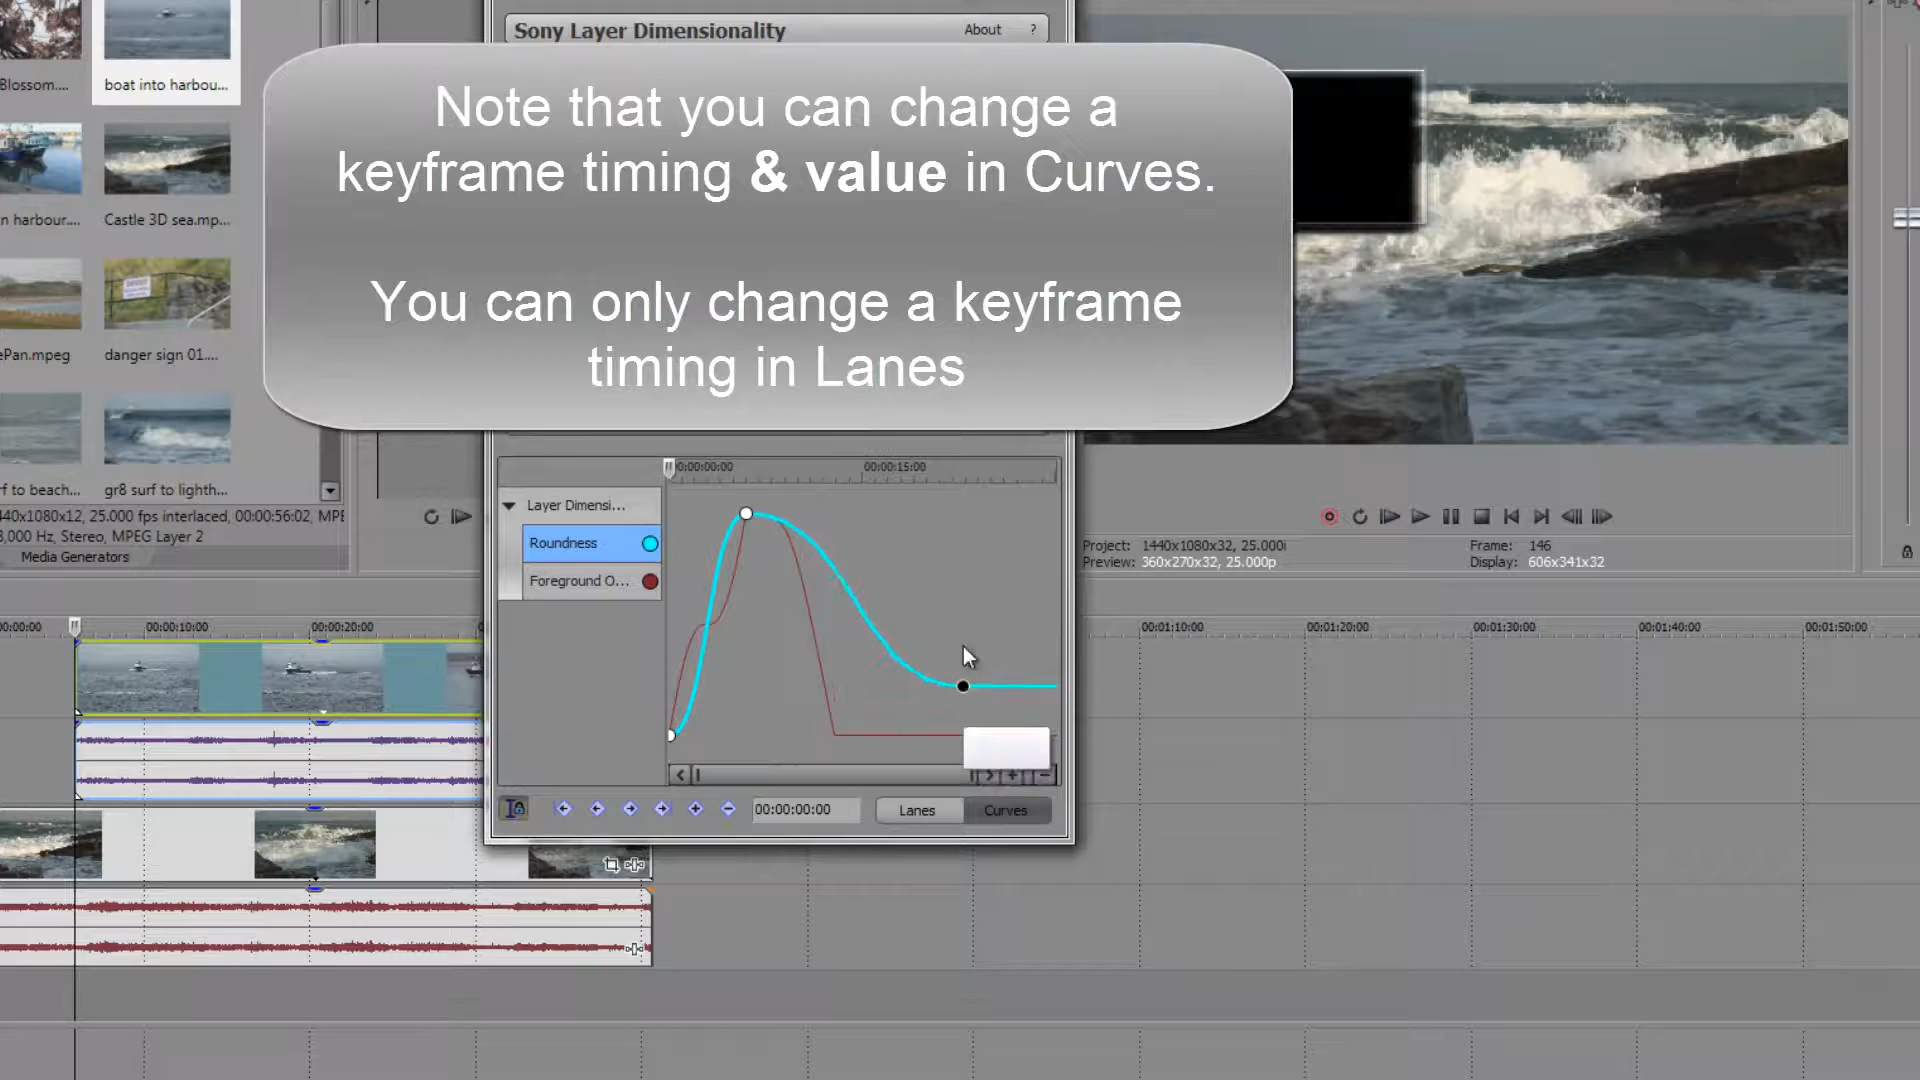 Sony Layer Dimensionality
About
?
Blossom....
boat into harbou...
Note that you can change a
keyframe timing & value in Curves.
You can only change a keyframe
timing in Lanes
n harbour....
Castle 3D sea.mp...
ePan.mpeg
danger sign 01....
f to beach...
gr8 surf to lighth...
440x1080x12, 25.000 fps interlaced, 00:00:56:02, MPE
8,000 Hz, Stereo, MPEG Layer 2
Media Generators
0:00:00:00
00:00:15:00
Layer Dimensi...
Roundness
Foreground O...
00:00:00:00
Lanes
Curves
Project: 1440x1080x32, 25.000i
Preview: 360x270x32, 25.000p
Frame: 146
Display: 606x341x32
00:00:00
00:00:10:00
00:00:20:00
00:01:10:00
00:01:20:00
00:01:30:00
00:01:40:00
00:01:50:00